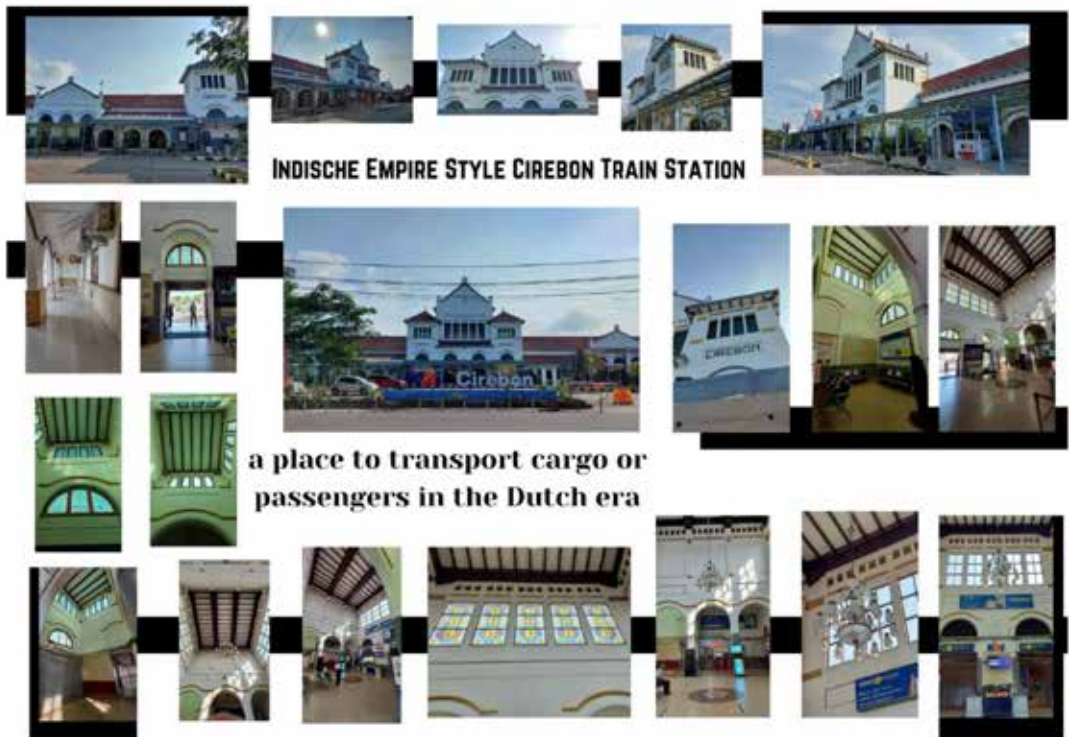 INDISCHE EMPIRE STYLE CIREBON TRAIN STATION
CIREBON
Cirebon
a place to transport cargo or
passengers in the Dutch era